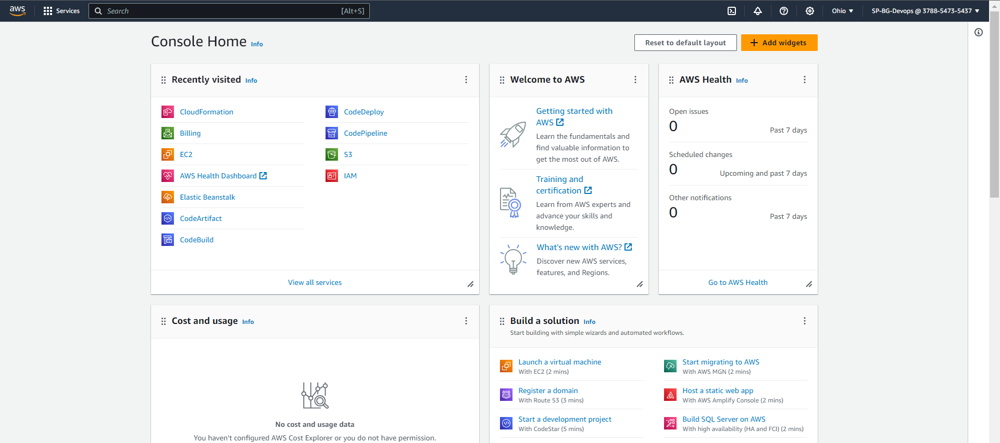 aws
Services
Search
[Alt+S]
Ohio
SP-BG-Devops @ 3788-5473-5437
Console Home Info
Reset to default layout
Add widgets
Recently visited Info
CloudFormation
Billing
EC2
AWS Health Dashboard
Elastic Beanstalk
CodeArtifact
CodeBuild
CodeDeploy
CodePipeline
S3
IAM
View all services
Welcome to AWS
Getting started with
AWS
Learn the fundamentals and
find valuable information to
get the most out of AWS.
Training and
certification
Learn from AWS experts and
advance your skills and
knowledge.
What's new with AWS?
Discover new AWS services,
features, and Regions.
AWS Health Info
Open issues
0
Past 7 days
Scheduled changes
0
Upcoming and past 7 days
Other notifications
0
Past 7 days
Go to AWS Health
Cost and usage Info
No cost and usage data
You haven't configured AWS Cost Explorer or you do not have permission.
Build a solution Info
Start building with simple wizards and automated workflows.
Launch a virtual machine
With EC2 (2 mins)
Register a domain
With Route 53 (3 mins)
Start a development project
With CodeStar (5 mins)
Start migrating to AWS
With AWS MGN (2 mins)
Host a static web app
With AWS Amplify Console (2 mins)
Build SQL Server on AWS
With high availability (HA and FCI) (2 mins)